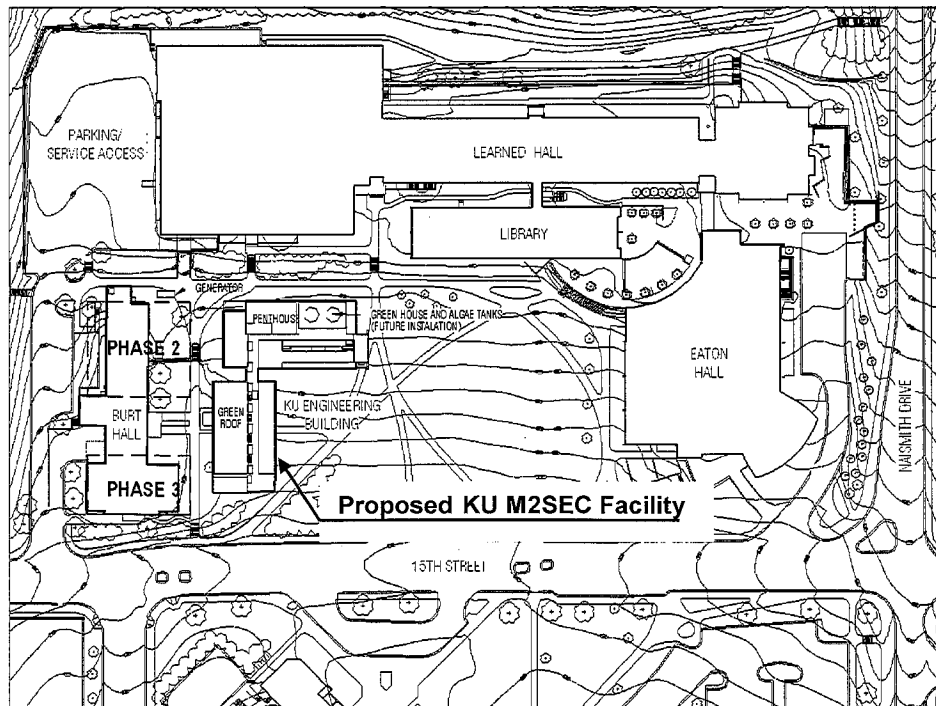 PARKING/
SERVICE ACCESS
LEARNED HALL
LIBRARY
GENERATOR
PENTHOUS
GREEN HOUSE AND ALGAE TANKS
(FUTURE INSTALATION)
PHASE 2
EATON
HALL
BURT
HALL
GREEN
ROOF
KU ENGINEERING
BUILDING
NAISMITH DRIVE
PHASE 3
Proposed KU M2SEC Facility
15TH STREET